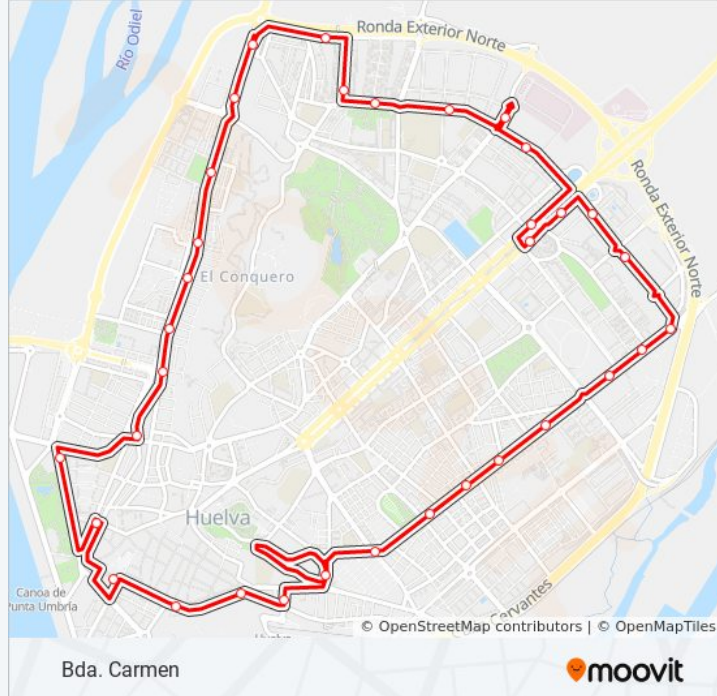 Ronda Exterior Norte
Río Odiel
Ronda Exterior Norte
El Conquero
Huelva
Canoa de
Punta Umbría
Huelva
© OpenStreetMap contributors | © OpenMapTiles
Bda. Carmen
moovit